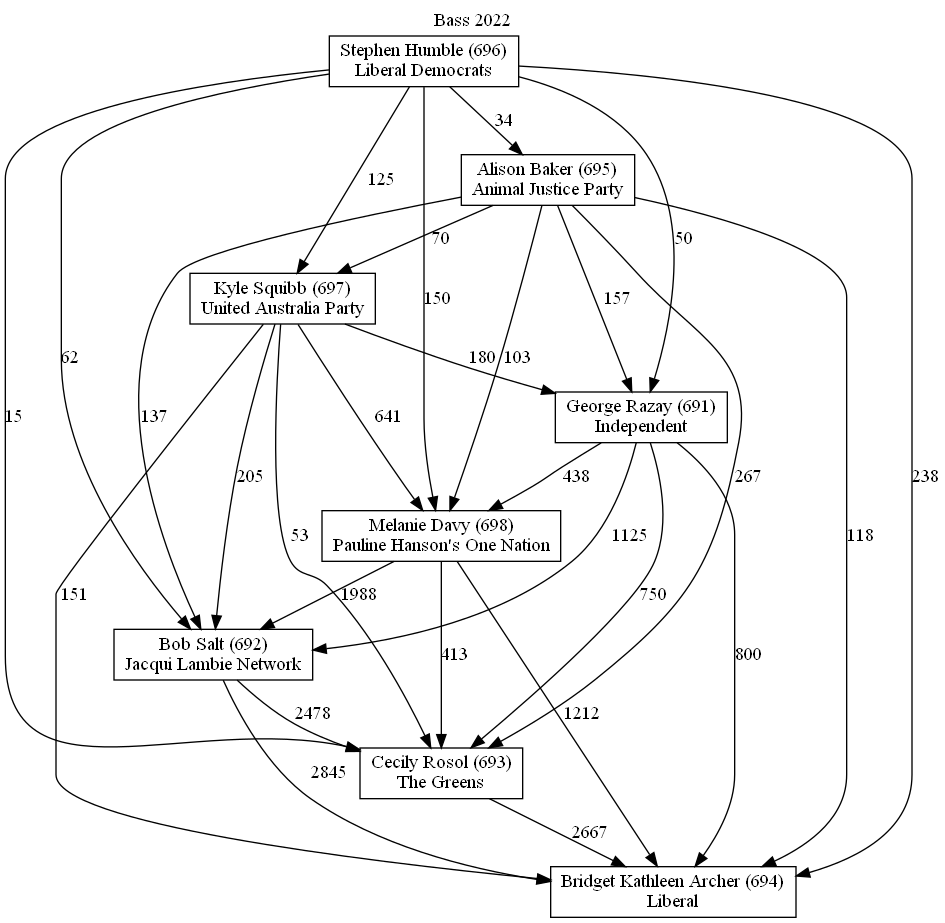 Bass 2022
Stephen Humble (696)
Liberal Democrats
34
Alison Baker (695)
Animal Justice Party
125
70
50
Kyle Squibb (697)
United Australia Party
150
157
62
180
103
15
137
641
George Razay (691)
Independent
205
438
267
238
Melanie Davy (698)
Pauline Hanson's One Nation
53
1125
118
151
1988
750
Bob Salt (692)
Jacqui Lambie Network
413
800
2478
1212
Cecily Rosol (693)
The Greens
2845
2667
Bridget Kathleen Archer (694)
Liberal